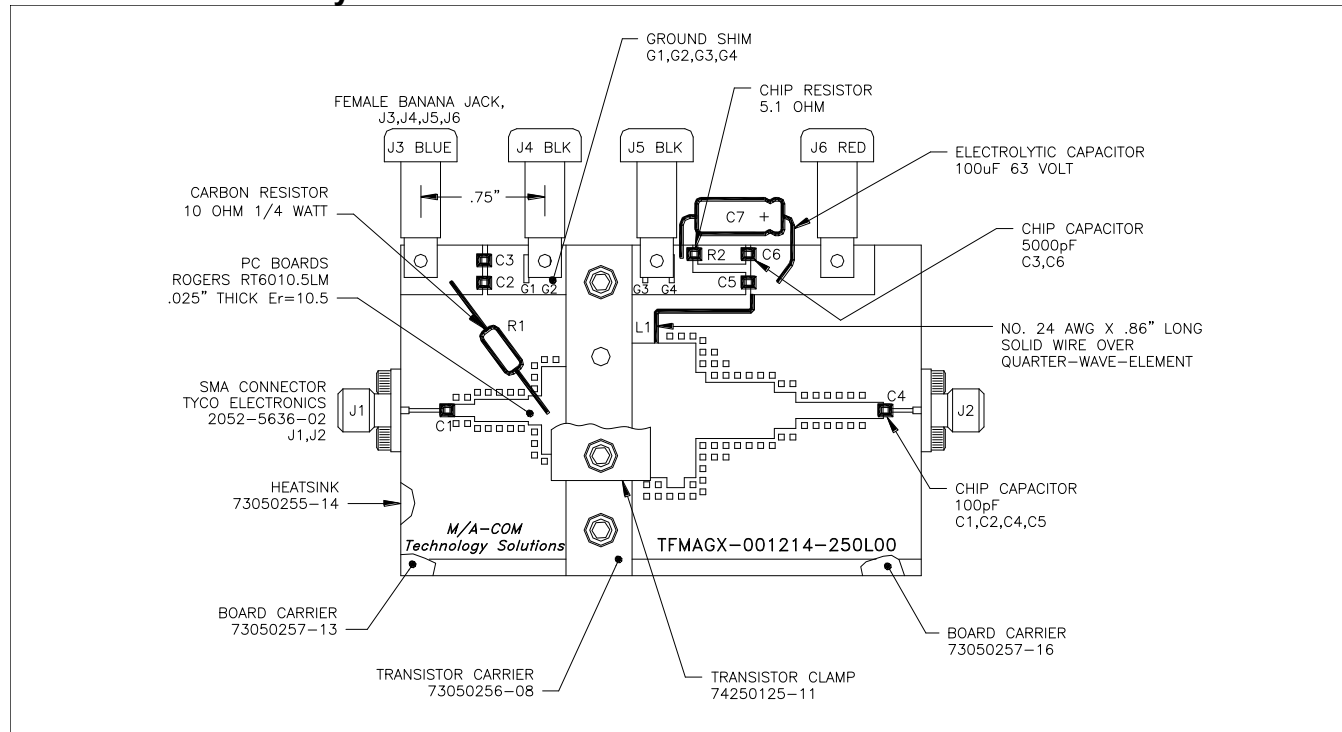 GROUND SHIM
G1,G2,G3,G4
CHIP RESISTOR
5.1 OHM
FEMALE BANANA JACK,
J3,J4,J5,J6
J3 BLUE
J4 BLK
J5 BLK
J6 RED
ELECTROLYTIC CAPACITOR
100uF 63 VOLT
CARBON RESISTOR
10 OHM 1/4 WATT
.75"
C7 +
CHIP CAPACITOR
5000pF
C3,C6
PC BOARDS
ROGERS RT6010.5LM
.025" THICK Er=10.5
C3
C2
G1 G2
G3 G4
R2
C6
C5
R1
L1
NO. 24 AWG X .86" LONG
SOLID WIRE OVER
QUARTER-WAVE-ELEMENT
SMA CONNECTOR
TYCO ELECTRONICS
2052-5636-02
J1,J2
J1
C1
C4
J2
HEATSINK
73050255-14
CHIP CAPACITOR
100pF
C1,C2,C4,C5
M/A-COM
Technology Solutions
TFMAGX-001214-250L00
BOARD CARRIER
73050257-13
BOARD CARRIER
73050257-16
TRANSISTOR CARRIER
73050256-08
TRANSISTOR CLAMP
74250125-11